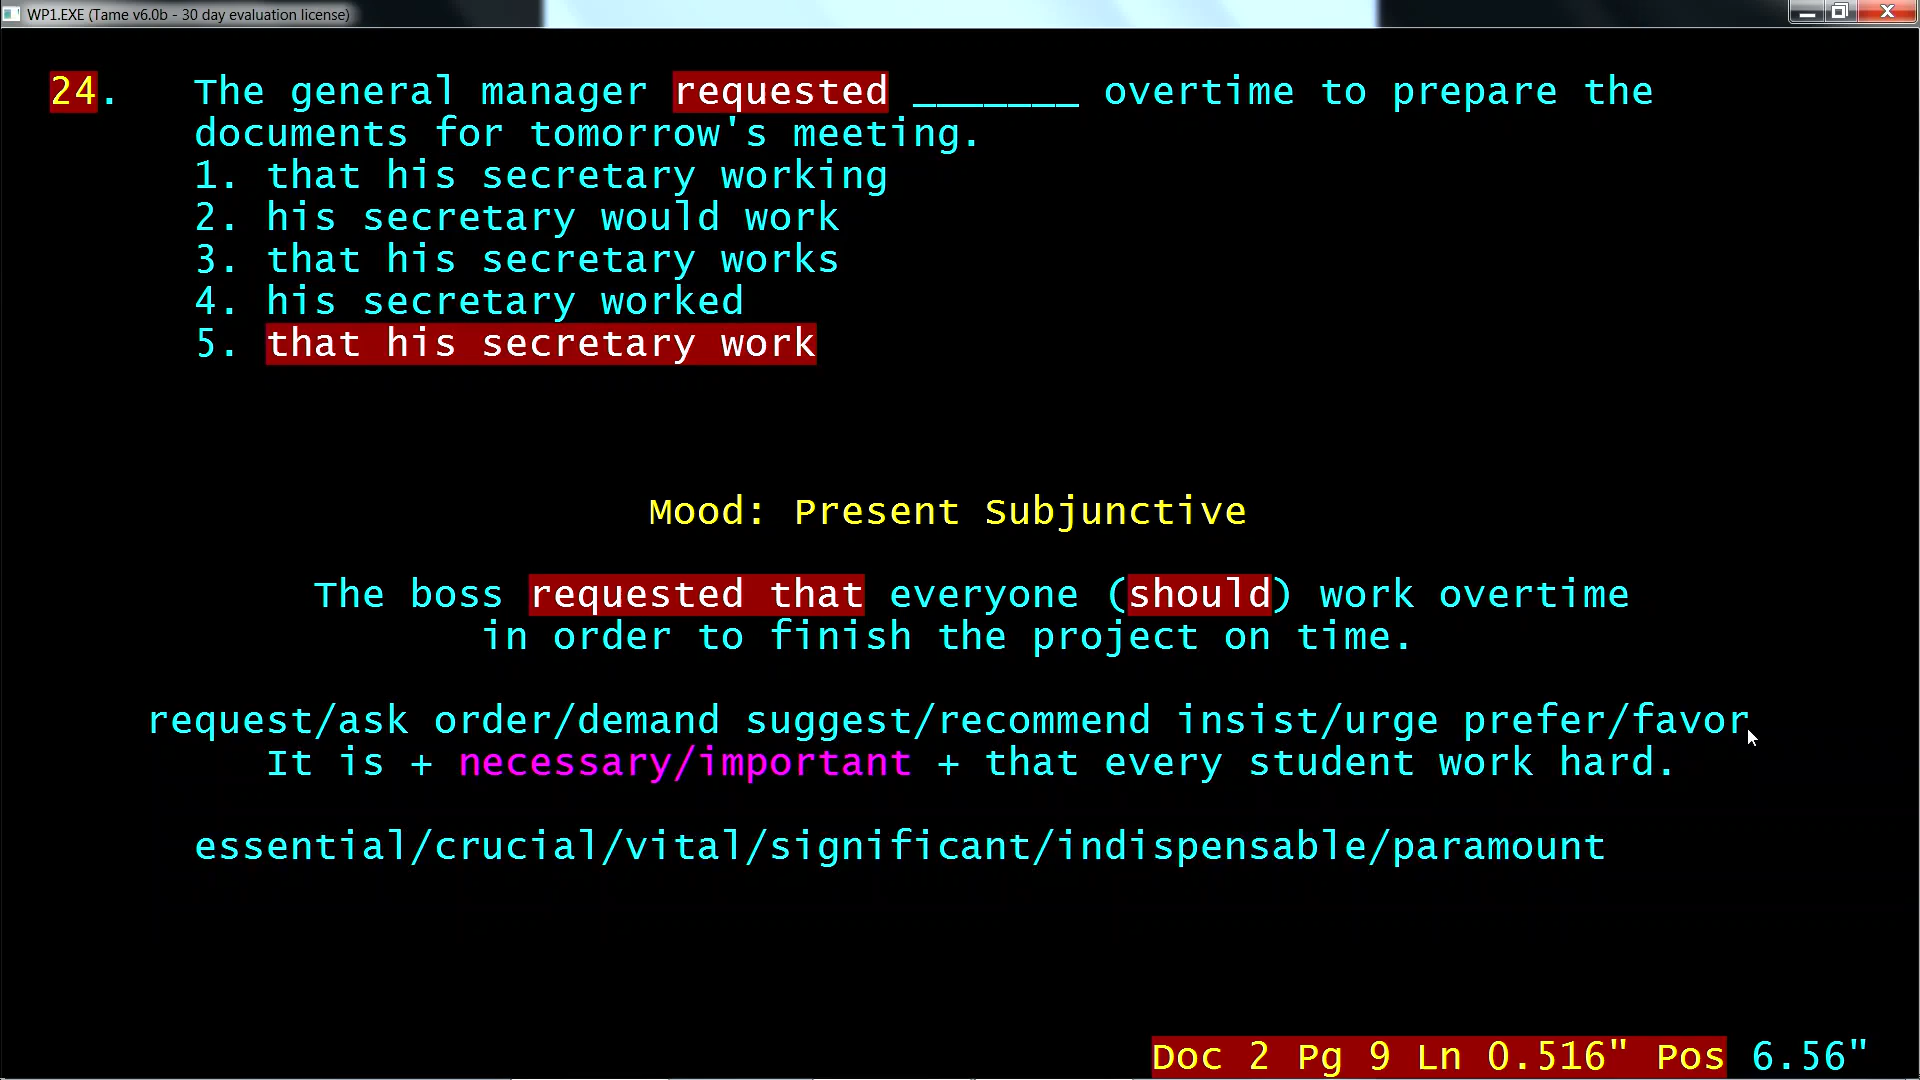 WP1.EXE (Tame v6.0b - 30 day evaluation license)
24. The general manager requested _______ overtime to prepare the
documents for tomorrow's meeting.
1. that his secretary working
2. his secretary would work
3. that his secretary works
4. his secretary worked
5. that his secretary work
Mood: Present Subjunctive
The boss requested that everyone (should) work overtime
in order to finish the project on time.
request/ask order/demand suggest/recommend insist/urge prefer/favor
It is + necessary/important + that every student work hard.
essential/crucial/vital/significant/indispensable/paramount
Doc 2 Pg 9 Ln 0.516" Pos 6.56"